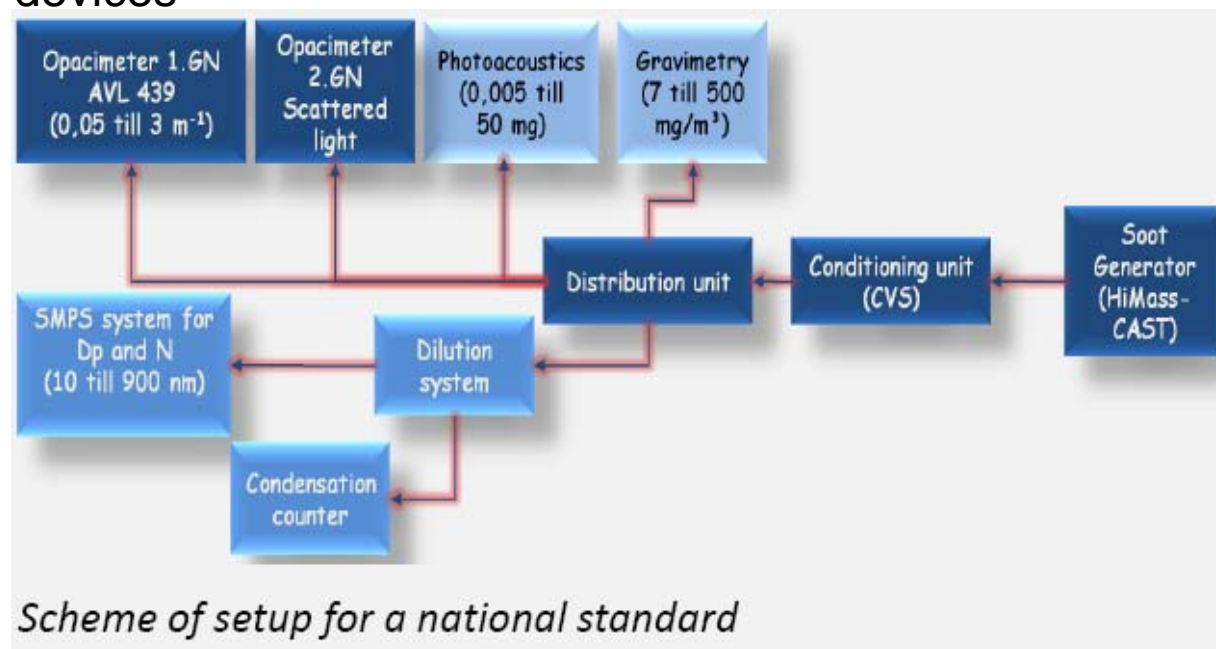 devices
Opacimeter 1.GN
AVL 439
(0,05 till 3 m⁻¹)
Opacimeter
2.GN
Scattered
light
Photoacoustics
(0,005 till
50 mg)
Gravimetry
(7 till 500
mg/m³)
Distribution unit
Conditioning unit
(CVS)
Soot
Generator
(HiMass-
CAST)
SMPS system for
Dp and N
(10 till 900 nm)
Dilution
system
Condensation
counter
Scheme of setup for a national standard